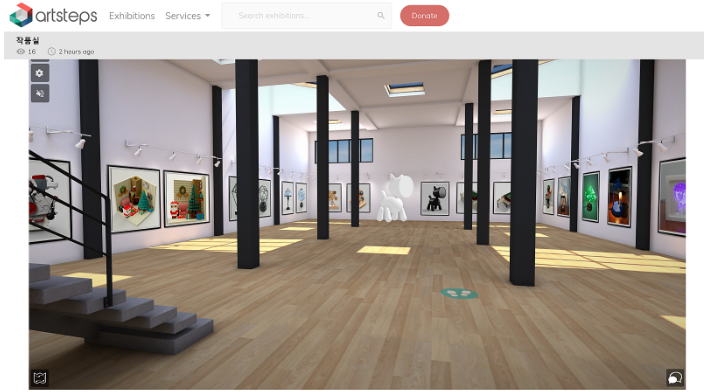 artsteps Exhibitions Services Search exhibitions... Donate
작품실
16 2 hours ago